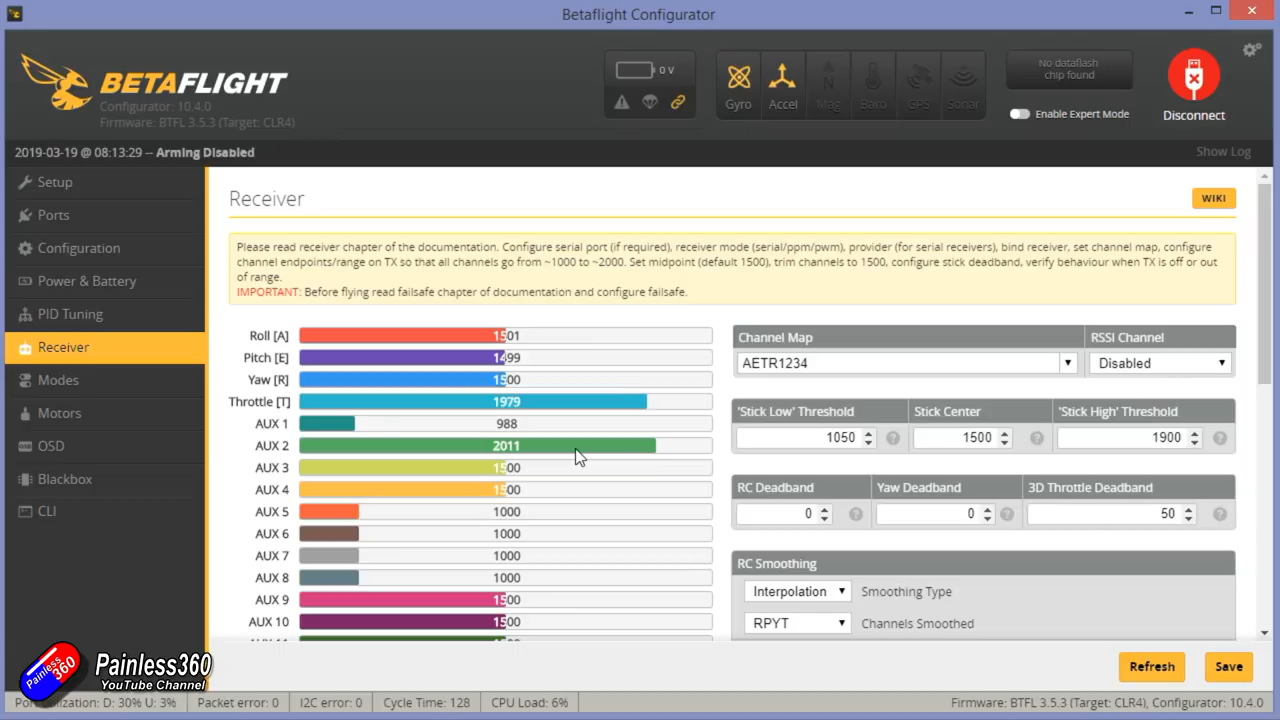 Betaflight Configurator
BETAFLIGHT
Configurator: 10.4.0
Firmware: BTFL 3.5.3 (Target: CLR4)
0 V
Gyro Accel Mag Baro GPS Sonar
No dataflash
chip found
Enable Expert Mode
Disconnect
2019-03-19 @ 08:13:29 -- Arming Disabled
Show Log
Setup
Ports
Configuration
Power & Battery
PID Tuning
Receiver
Modes
Motors
OSD
Blackbox
CLI
Receiver
WIKI
Please read receiver chapter of the documentation. Configure serial port (if required), receiver mode (serial/ppm/pwm), provider (for serial receivers), bind receiver, set channel map, configure
channel endpoints/range on TX so that all channels go from ~1000 to ~2000. Set midpoint (default 1500), trim channels to 1500, configure stick deadband, verify behaviour when TX is off or out
of range.
IMPORTANT: Before flying read failsafe chapter of documentation and configure failsafe.
Roll [A] 1501
Pitch [E] 1499
Yaw [R] 1500
Throttle [T] 1979
AUX 1 988
AUX 2 2011
AUX 3 1500
AUX 4 1500
AUX 5 1000
AUX 6 1000
AUX 7 1000
AUX 8 1000
AUX 9 1500
AUX 10 1500
Channel Map RSSI Channel
AETR1234 Disabled
'Stick Low' Threshold Stick Center 'Stick High' Threshold
1050 1500 1900
RC Deadband Yaw Deadband 3D Throttle Deadband
0 0 50
RC Smoothing
Interpolation Smoothing Type
RPYT Channels Smoothed
Refresh Save
Painless360
Painless360
YouTube Channel
D: 30% U: 3% Packet error: 0 I2C error: 0 Cycle Time: 128 CPU Load: 6% Firmware: BTFL 3.5.3 (Target: CLR4), Configurator: 10.4.0